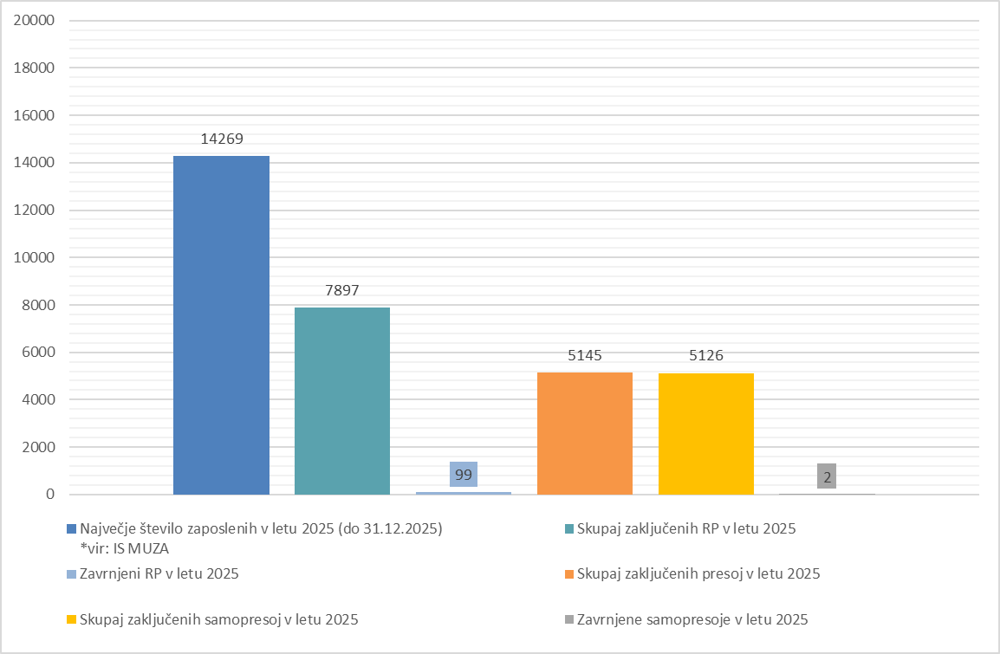 20000
18000
16000
14000
12000
10000
8000
6000
4000
2000
0
14269
7897
99
5145
5126
2
Največje število zaposlenih v letu 2025 (do 31.12.2025)
*vir: IS MUZA
Skupaj zaključenih RP v letu 2025
Zavrnjeni RP v letu 2025
Skupaj zaključenih presoj v letu 2025
Skupaj zaključenih samopresoj v letu 2025
Zavrnjene samopresoje v letu 2025